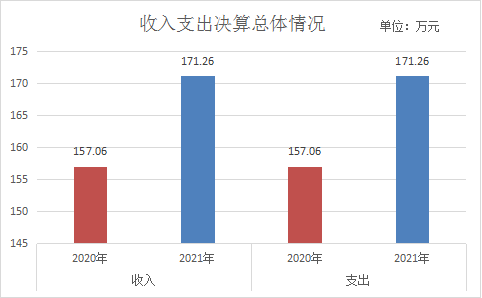 收入支出决算总体情况
单位：万元
175
170
165
160
155
150
145
157.06
171.26
157.06
171.26
2020年
2021年
2020年
2021年
收入
支出